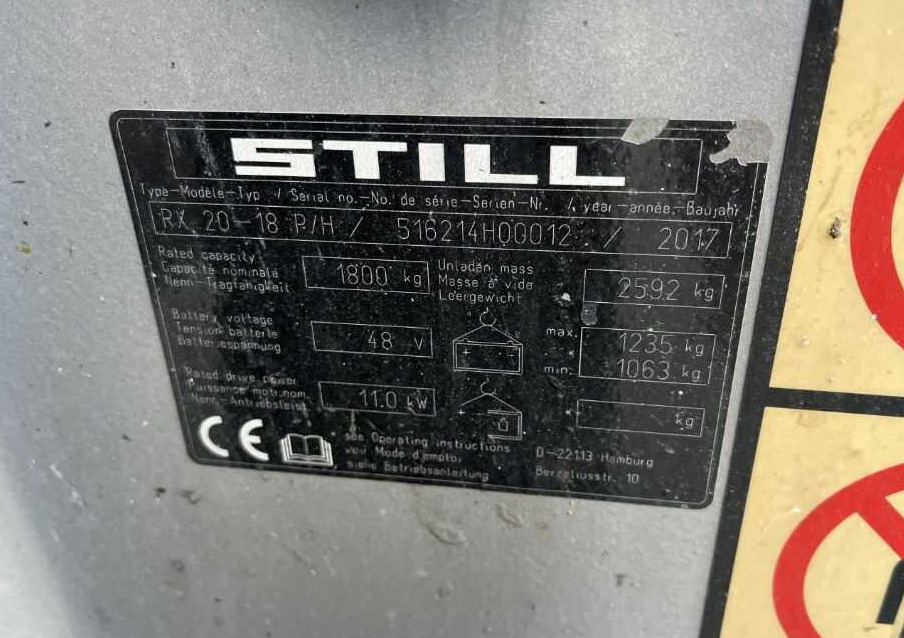 STILL
Type-Modèle-Typ / Serial no.-No. de série-Serien-Nr. / year-année-Baujahr
RX 20-18 P/H / 516214H00012 / 2017
Rated capacity
Capacité nominale
Nenn-Tragfähigkeit
1800 kg
Unladen mass
Masse à vide
Leergewicht
2592 kg
Battery voltage
Tension batterie
Batteriespannung
48 V
max. 1235 kg
min. 1063 kg
Rated drive power
Puissance motr.nom.
Nenn-Antriebsleist.
11.0 kW
kg
CE
see Operating instructions
voir Mode d'emploi
siehe Betriebsanleitung
D-22113 Hamburg
Berzeliusstr. 10